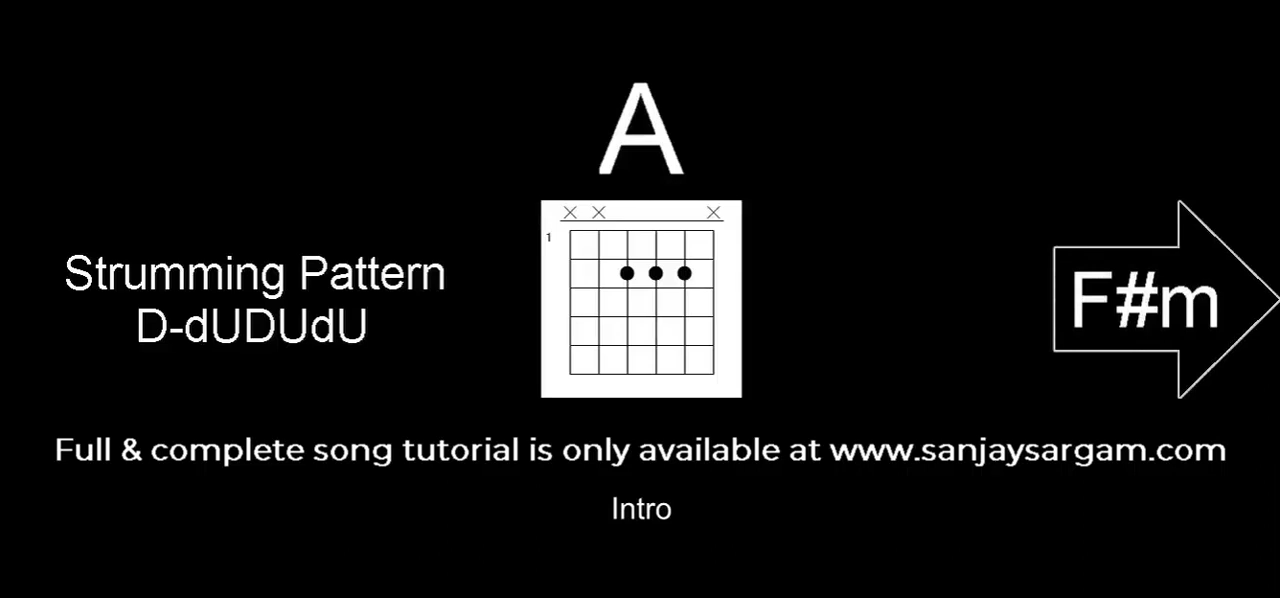 A
1
Strumming Pattern
D-dUDUdU
F#m
Full & complete song tutorial is only available at www.sanjaysargam.com
Intro